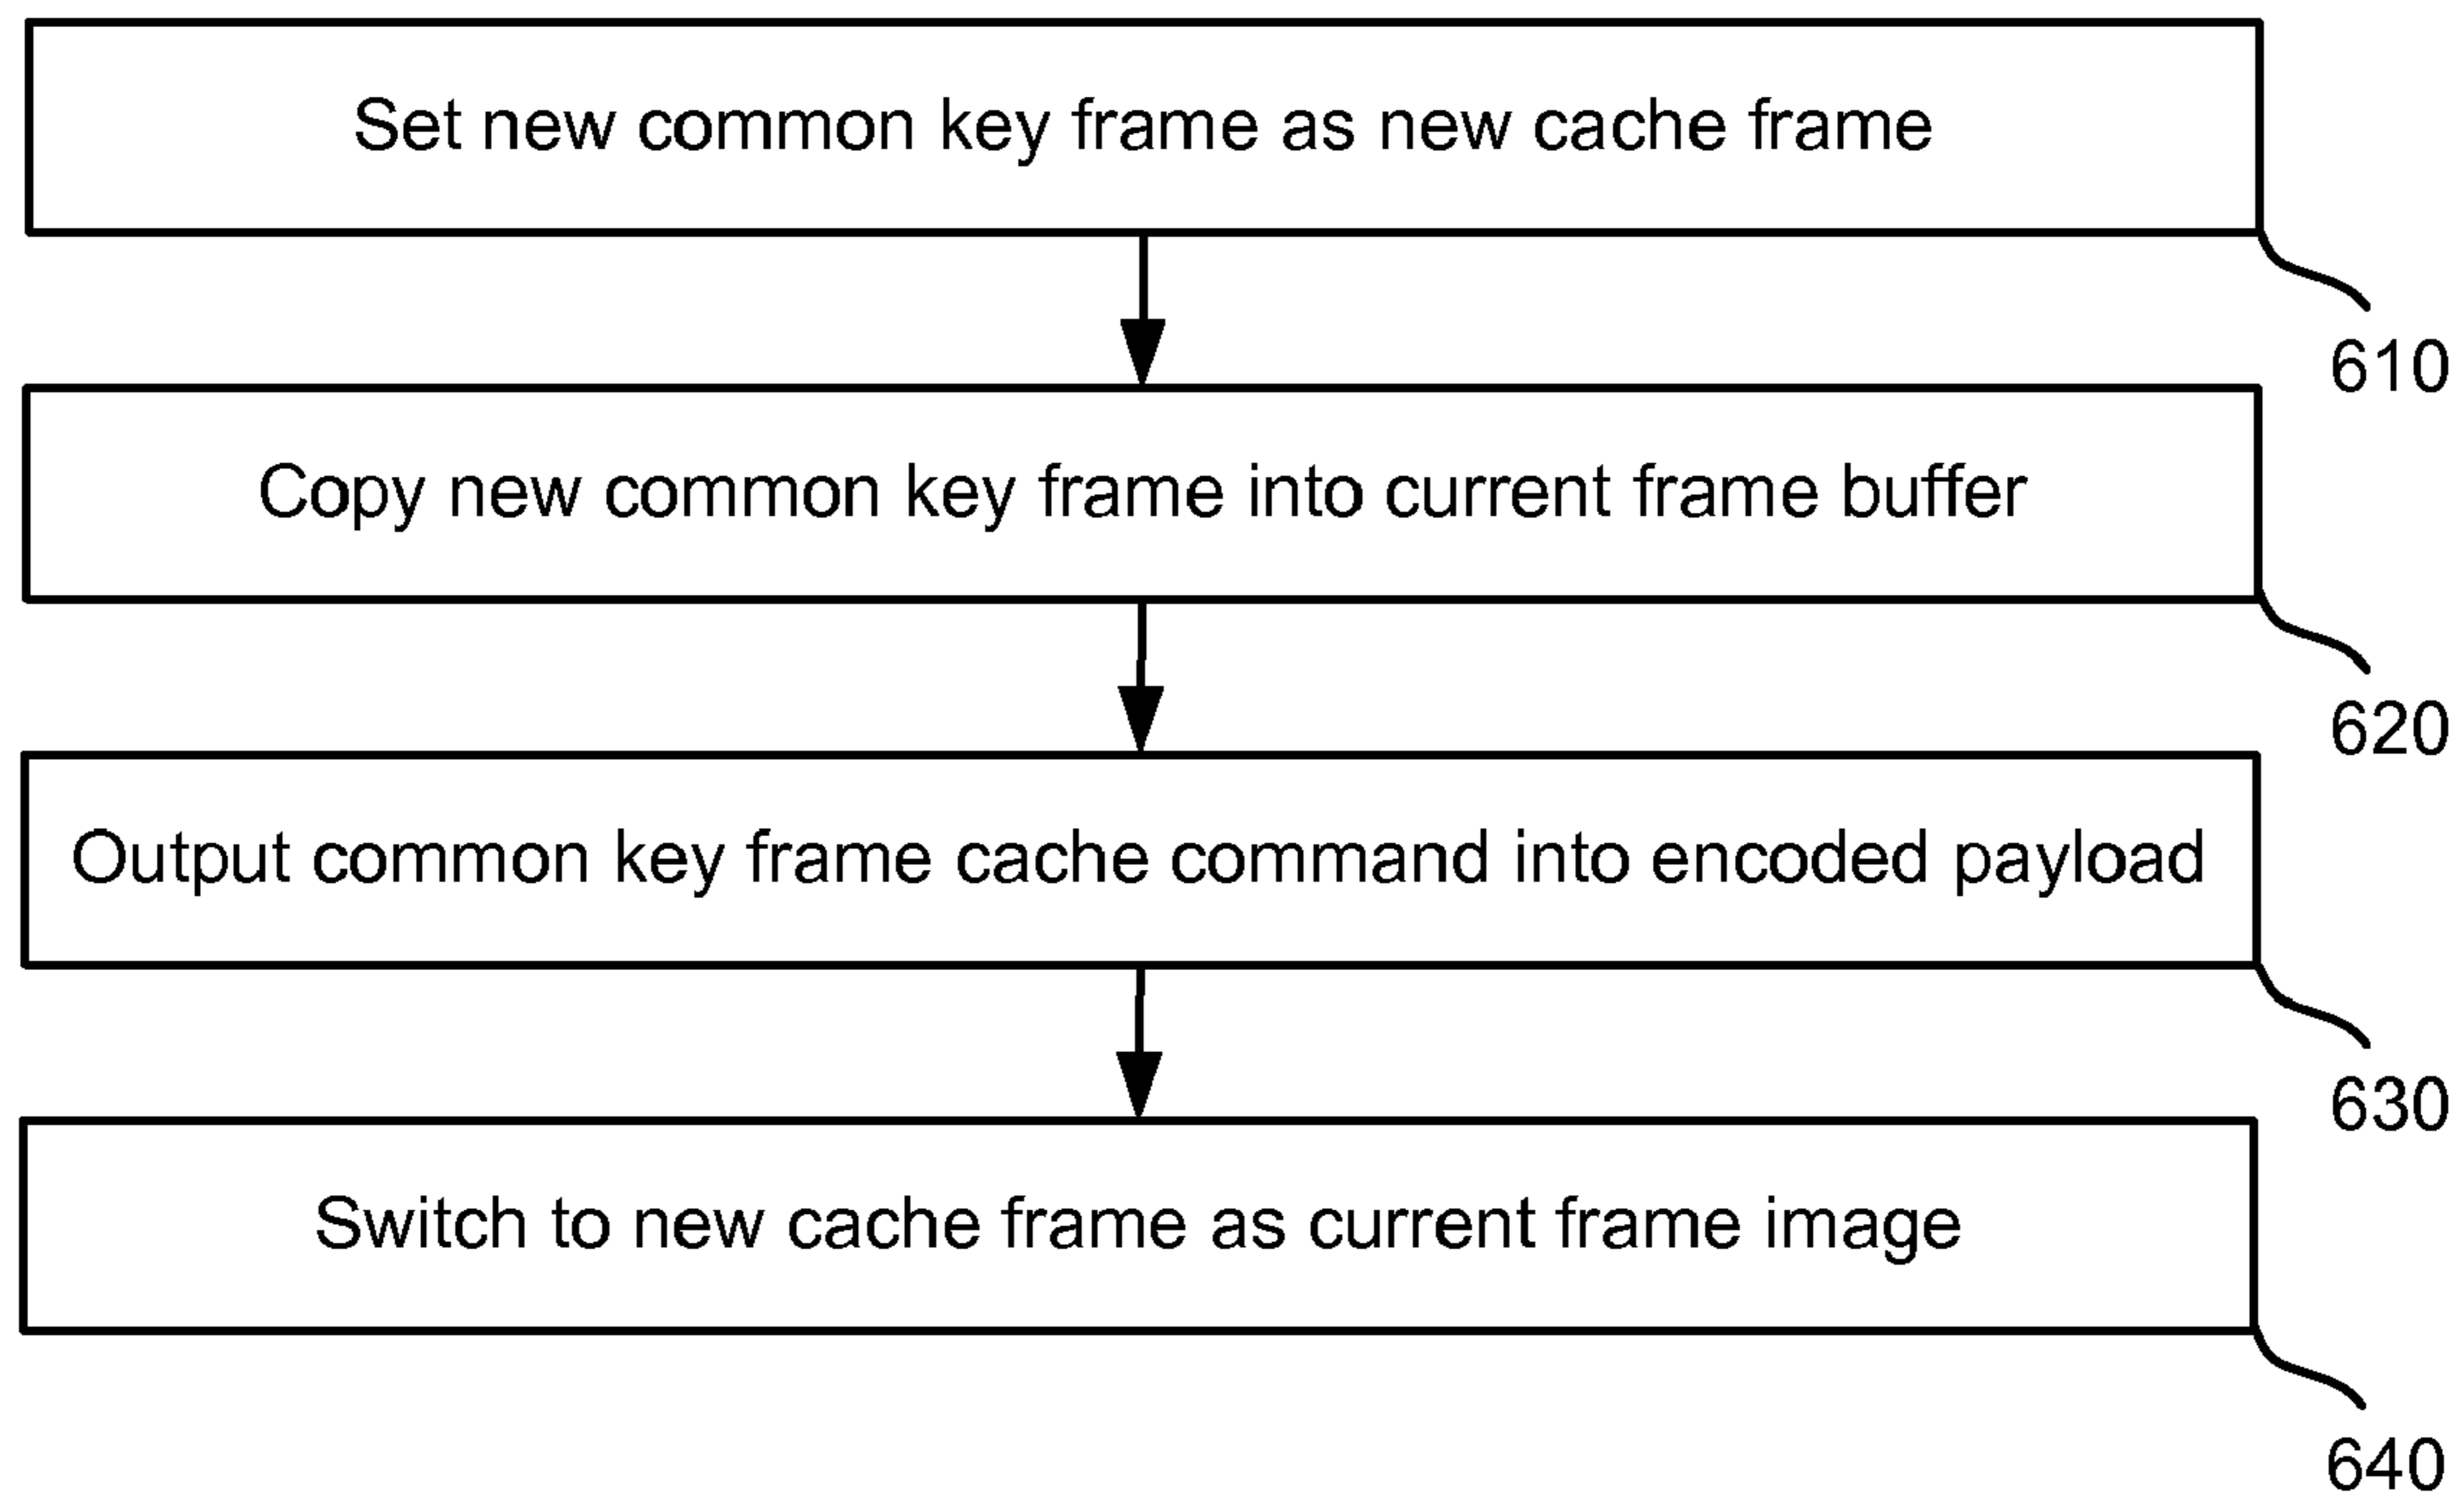 Set new common key frame as new cache frame
610
Copy new common key frame into current frame buffer
620
Output common key frame cache command into encoded payload
630
Switch to new cache frame as current frame image
640